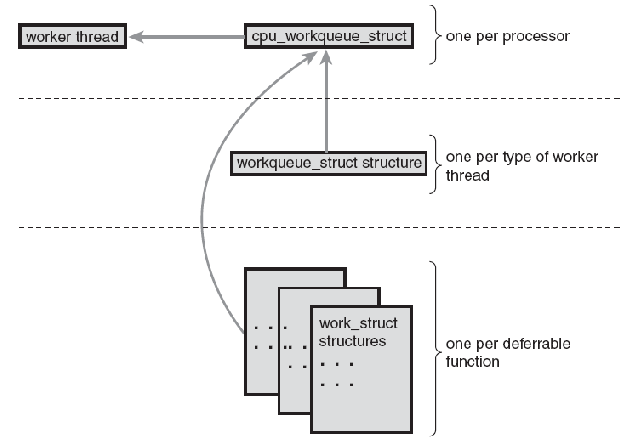 worker thread
cpu_workqueue_struct
one per processor
workqueue_struct structure
one per type of worker
thread
work_struct
structures
. . .
. . .
. . .
. . ..
. . .
. . .
one per deferrable
function